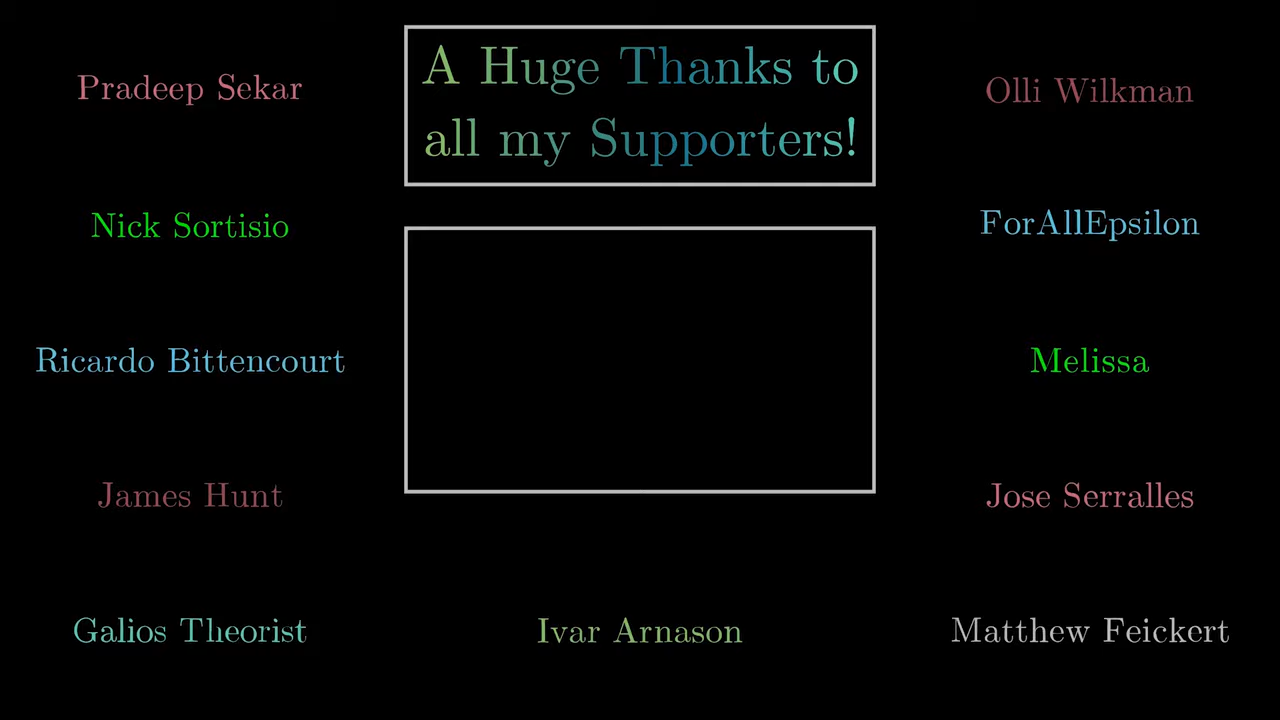 A Huge Thanks to
all my Supporters!
Pradeep Sekar
Nick Sortisio
Ricardo Bittencourt
James Hunt
Galios Theorist
Ivar Arnason
Olli Wilkman
ForAllEpsilon
Melissa
Jose Serralles
Matthew Feickert